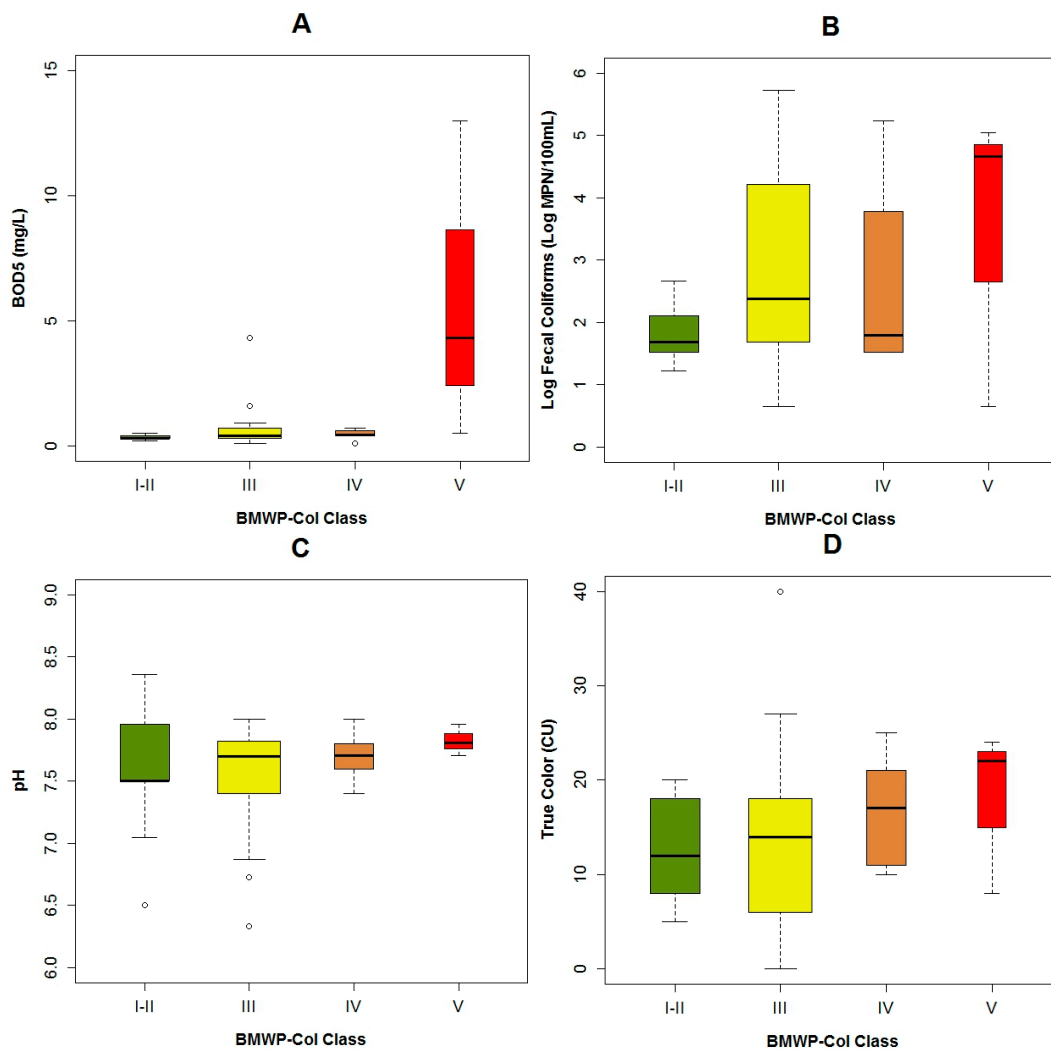 A
BOD5 (mg/L)
15
10
5
0
I-II III IV V
BMWP-Col Class
B
Log Fecal Coliforms (Log MPN/100mL)
6
5
4
3
2
1
0
I-II III IV V
BMWP-Col Class
C
pH
9.0
8.5
8.0
7.5
7.0
6.5
6.0
I-II III IV V
BMWP-Col Class
D
True Color (CU)
40
30
20
10
0
I-II III IV V
BMWP-Col Class